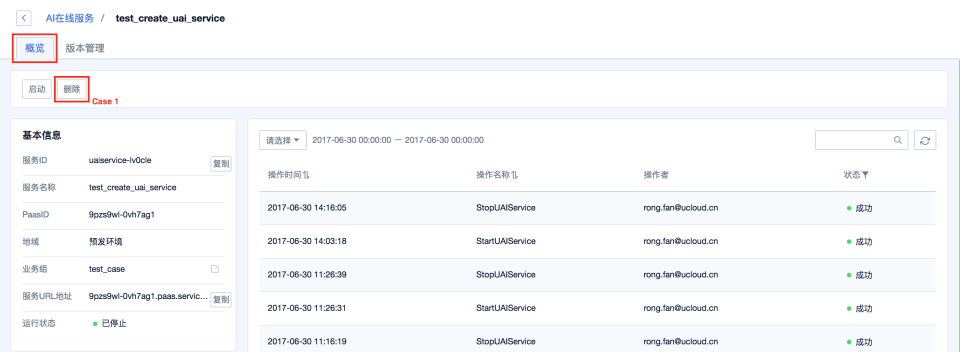 AI在线服务 / test_create_uai_service
概览 版本管理
启动 删除
Case 1
基本信息
服务ID uaiservice-lv0cle 复制
服务名称 test_create_uai_service
PaasID 9pzs9wl-0vh7ag1
地域 预发环境
业务组 test_case
服务URL地址 9pzs9wl-0vh7ag1.paas.servic... 复制
运行状态 已停止
请选择 2017-06-30 00:00:00 — 2017-06-30 00:00:00
操作时间 操作名称 操作者 状态
2017-06-30 14:16:05 StopUAIService rong.fan@ucloud.cn 成功
2017-06-30 14:03:18 StartUAIService rong.fan@ucloud.cn 成功
2017-06-30 11:26:39 StopUAIService rong.fan@ucloud.cn 成功
2017-06-30 11:26:31 StartUAIService rong.fan@ucloud.cn 成功
2017-06-30 11:16:19 StopUAIService rong.fan@ucloud.cn 成功